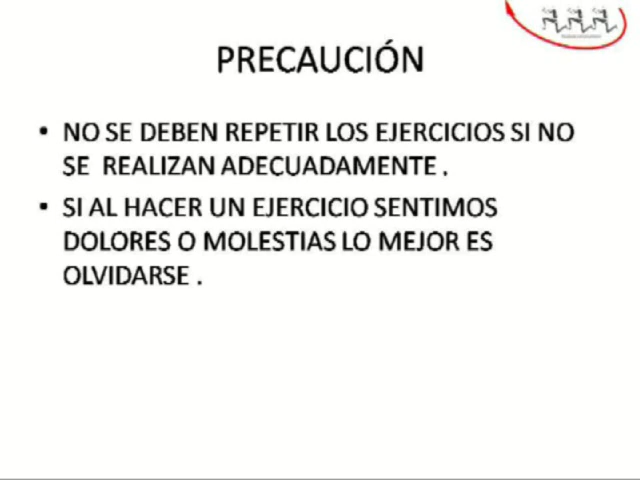 PRECAUCIÓN
• NO SE DEBEN REPETIR LOS EJERCICIOS SI NO
SE REALIZAN ADECUADAMENTE .
• SI AL HACER UN EJERCICIO SENTIMOS
DOLORES O MOLESTIAS LO MEJOR ES
OLVIDARSE .